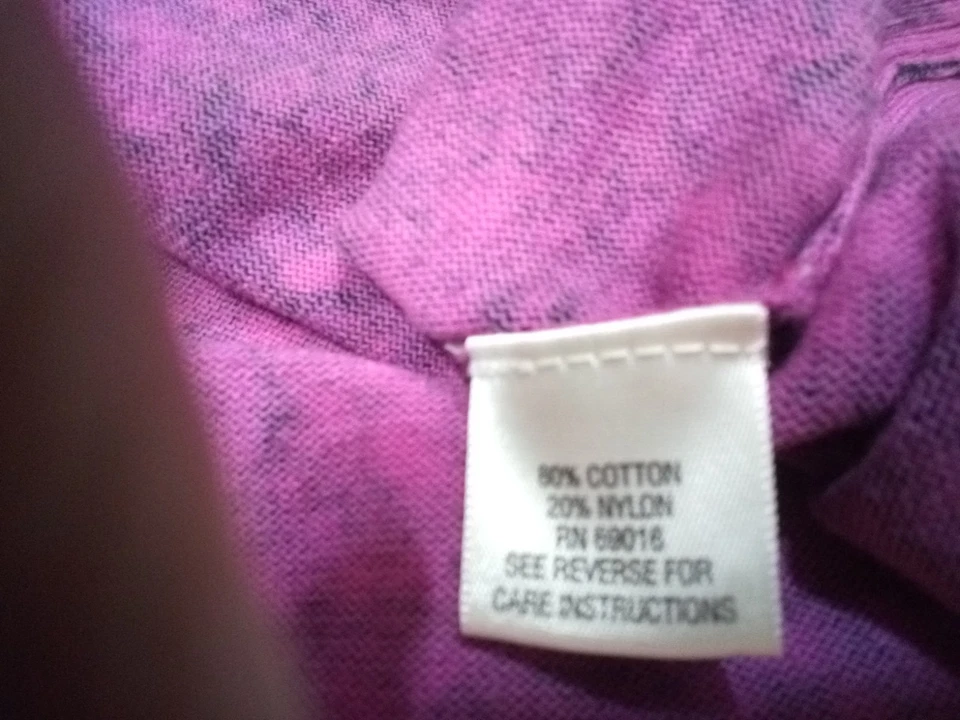 80% COTTON
20% NYLON
RN 69016
SEE REVERSE FOR
CARE INSTRUCTIONS